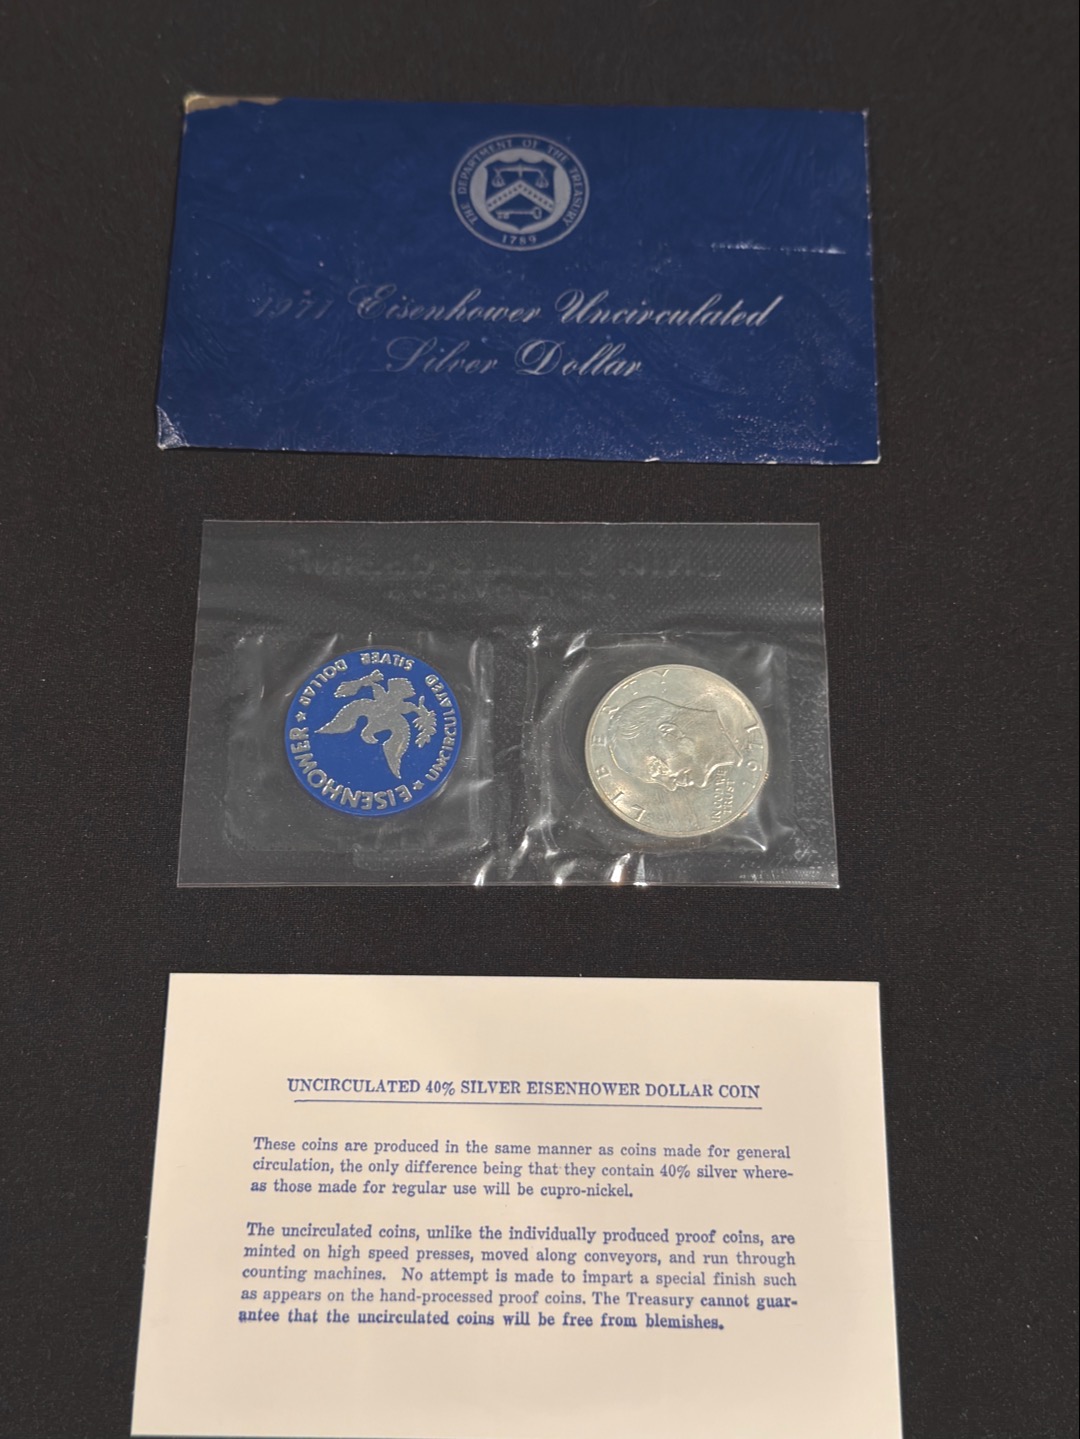 THE DEPARTMENT OF THE TREASURY
1789
1971 Eisenhower Uncirculated
Silver Dollar
EISENHOWER ★ UNCIRCULATED SILVER DOLLAR ★
LIBERTY
IN GOD WE
TRUST
1971
UNCIRCULATED 40% SILVER EISENHOWER DOLLAR COIN
These coins are produced in the same manner as coins made for general
circulation, the only difference being that they contain 40% silver where-
as those made for regular use will be cupro-nickel.
The uncirculated coins, unlike the individually produced proof coins, are
minted on high speed presses, moved along conveyors, and run through
counting machines. No attempt is made to impart a special finish such
as appears on the hand-processed proof coins. The Treasury cannot guar-
antee that the uncirculated coins will be free from blemishes.